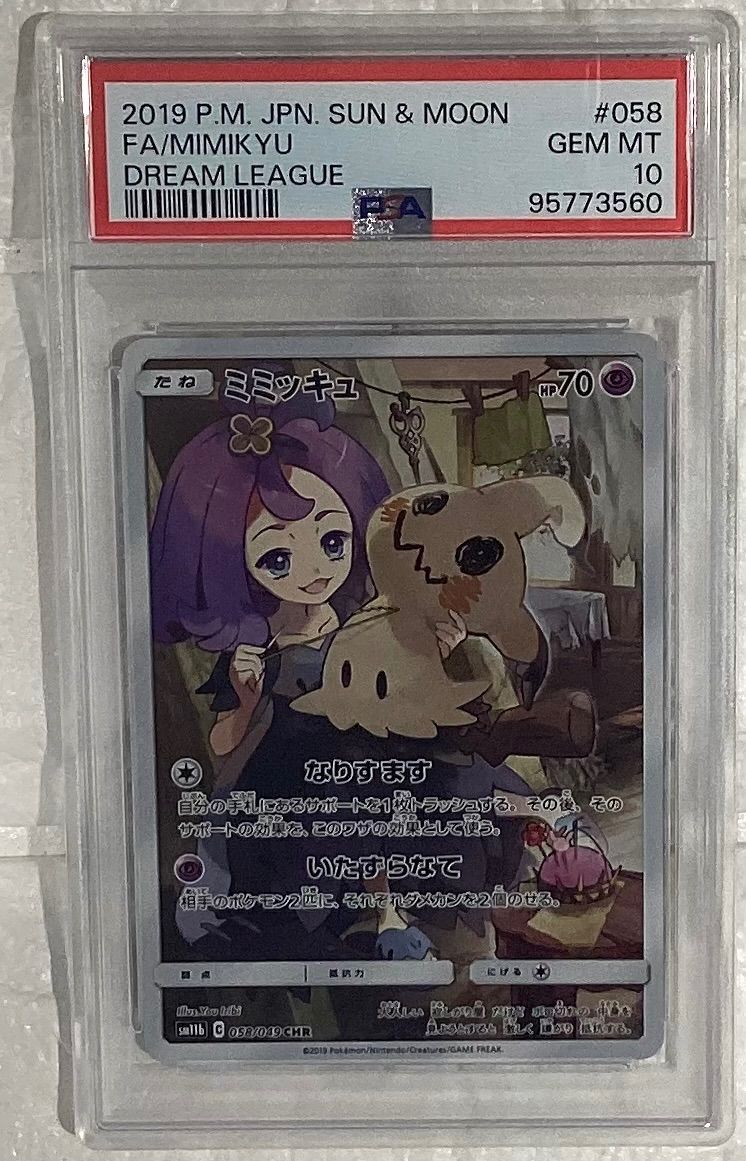 2019 P.M. JPN. SUN & MOON #058
FA/MIMIKYU GEM MT
DREAM LEAGUE 10
PSA 95773560
たね ミミッキュ HP70
なりすます
自分の手札にあるサポートを1枚トラッシュする。その後、その
サポートの効果を、このワザの効果として使う。
いたずらなて
相手のポケモン2匹に、それぞれダメカンを2個のせる。
弱点 抵抗力 にげる
Illus. You Iribi
sm11b C 058/049 CHR
©2019 Pokémon/Nintendo/Creatures/GAME FREAK.